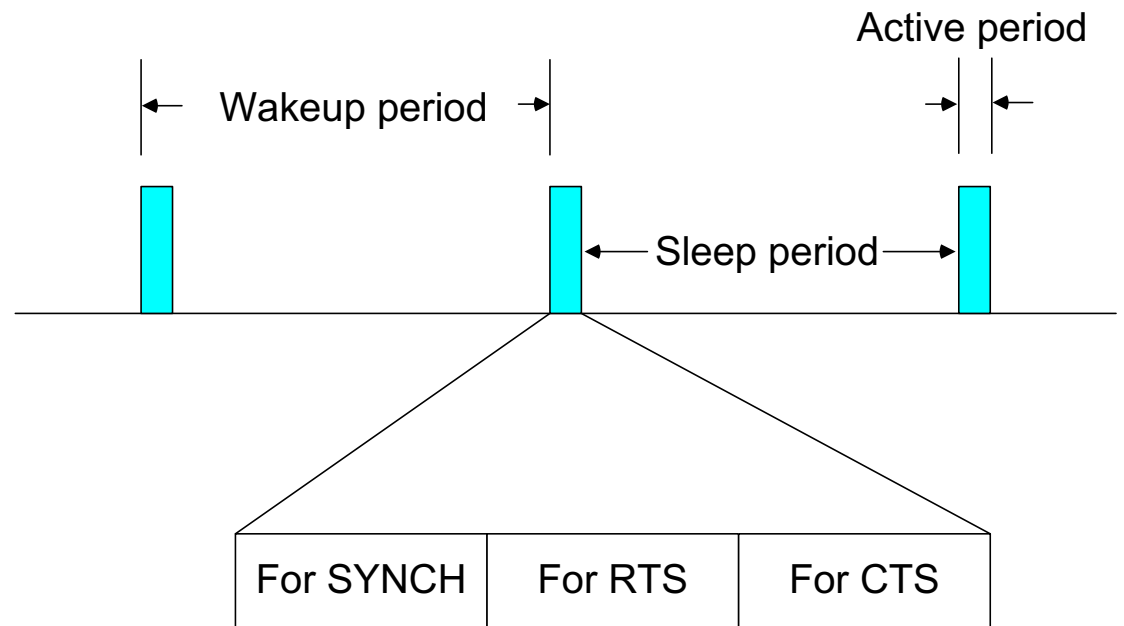 Active period
Wakeup period
Sleep period
For SYNCH
For RTS
For CTS